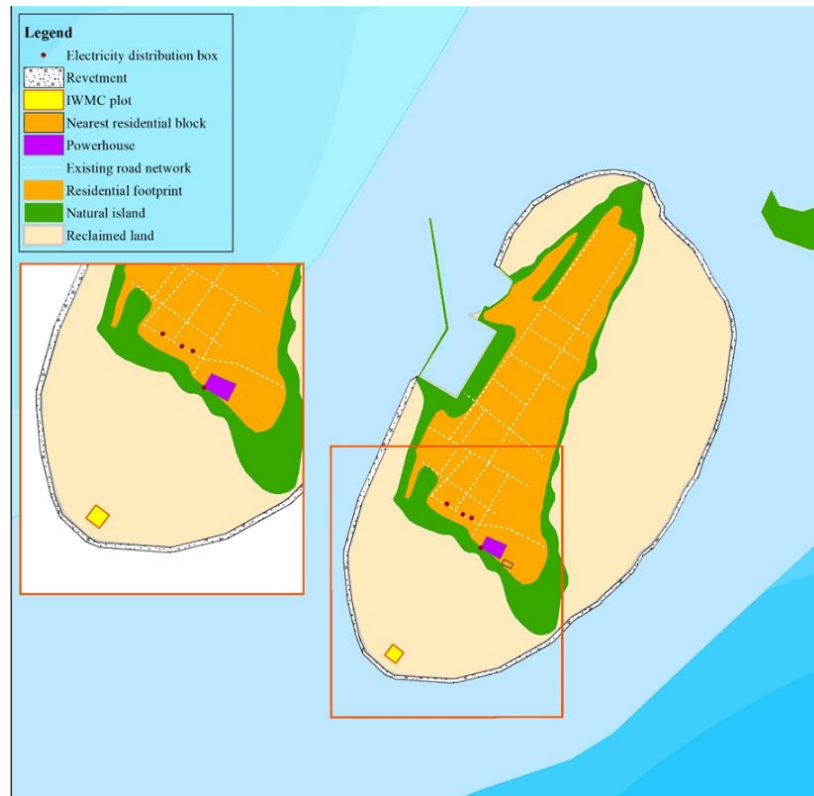 Legend
Electricity distribution box
Revetment
IWMC plot
Nearest residential block
Powerhouse
Existing road network
Residential footprint
Natural island
Reclaimed land